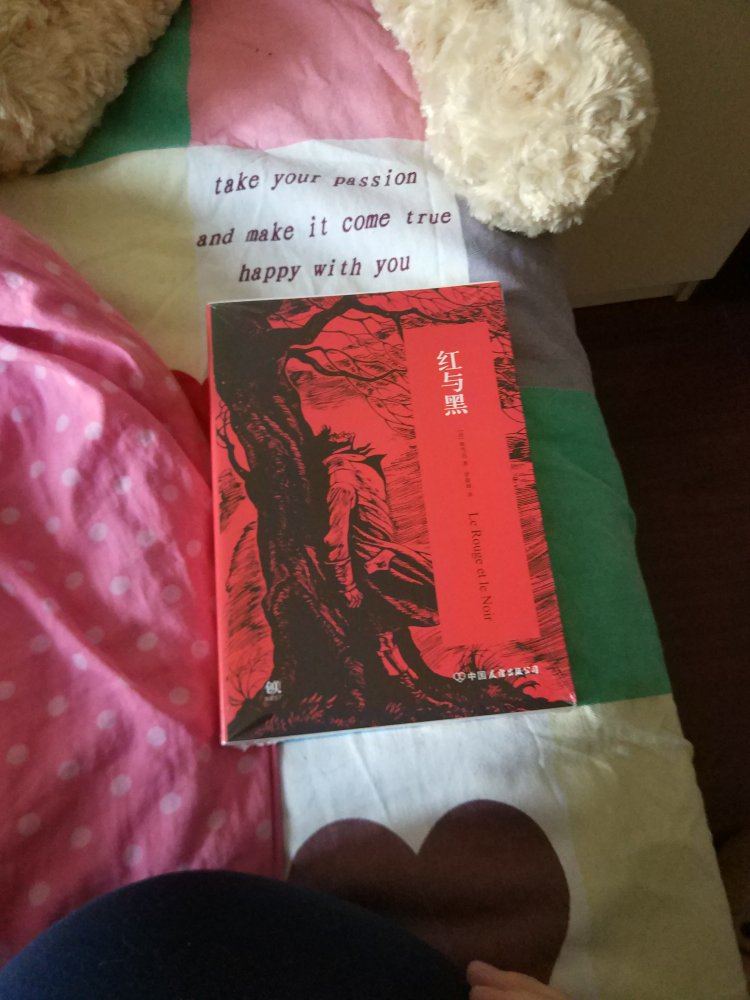 take your passion
and make it come true
happy with you
红与黑
Le Rouge et le Noir
中国友谊出版公司